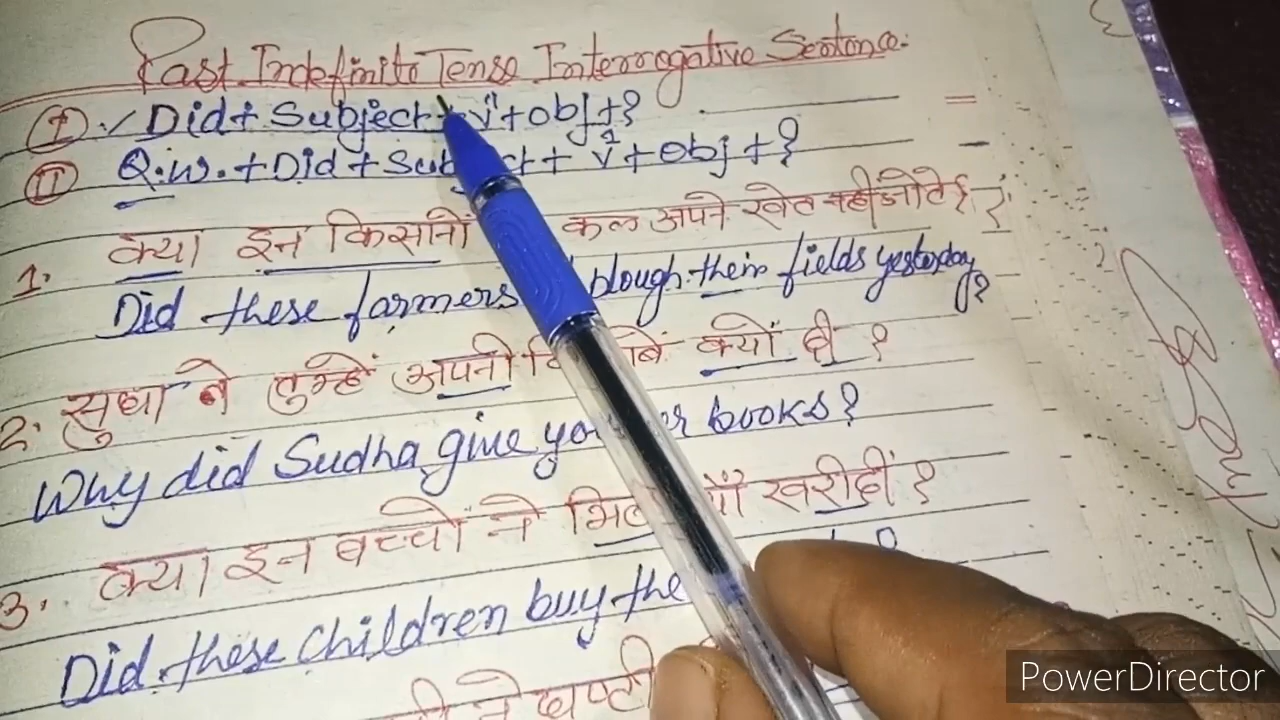 Past Indefinite Tense Interrogative Sentence.
I. ✓ Did + Subject + v¹ + obj + ?
II Q.w. + Did + Subject + v¹ + Obj + ?
1. क्या इन किसानों कल अपने खेत नहीं जोते ?
Did these farmers plough their fields yesterday?
2. सुधा ने तुम्हें अपनी क्यों दी ?
Why did Sudha give books?
3. क्या इन बच्चों ने खरीदीं ?
Did these children buy the
ने घण्टी
PowerDirector